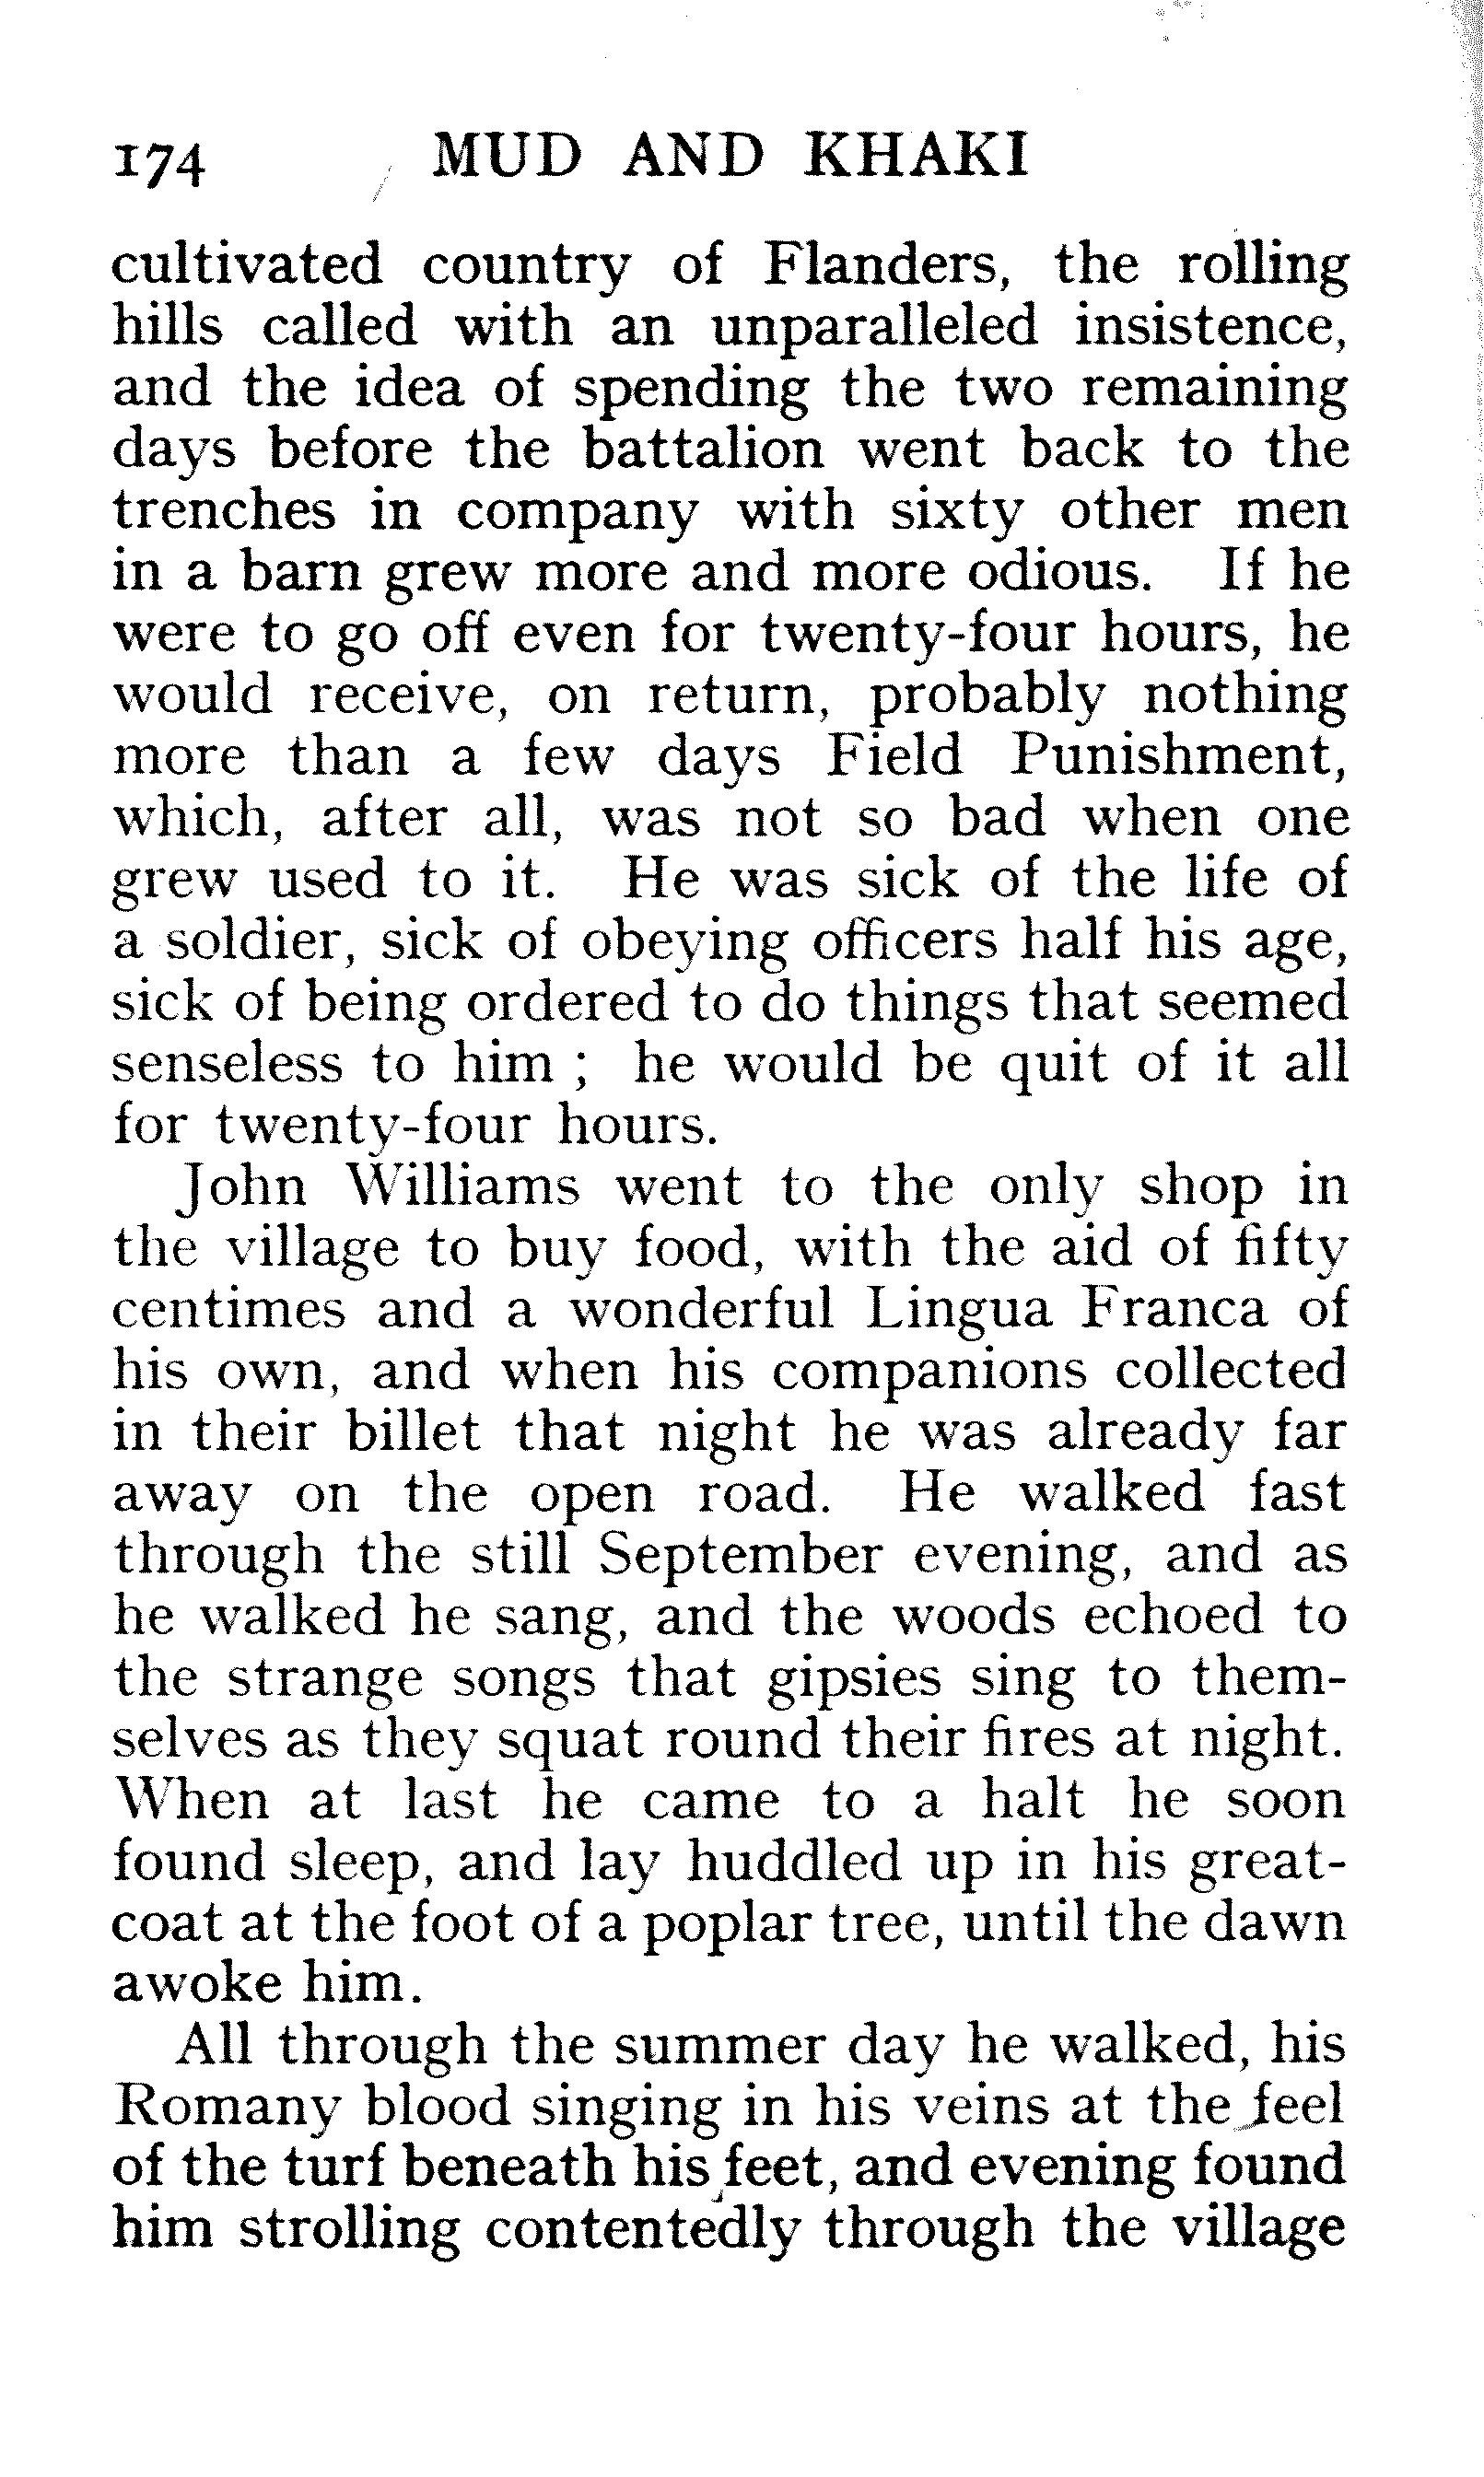 174 MUD AND KHAKI
cultivated country of Flanders, the rolling
hills called with an unparalleled insistence,
and the idea of spending the two remaining
days before the battalion went back to the
trenches in company with sixty other men
in a barn grew more and more odious. If he
were to go off even for twenty-four hours, he
would receive, on return, probably nothing
more than a few days Field Punishment,
which, after all, was not so bad when one
grew used to it. He was sick of the life of
a soldier, sick of obeying officers half his age,
sick of being ordered to do things that seemed
senseless to him ; he would be quit of it all
for twenty-four hours.
John Williams went to the only shop in
the village to buy food, with the aid of fifty
centimes and a wonderful Lingua Franca of
his own, and when his companions collected
in their billet that night he was already far
away on the open road. He walked fast
through the still September evening, and as
he walked he sang, and the woods echoed to
the strange songs that gipsies sing to them-
selves as they squat round their fires at night.
When at last he came to a halt he soon
found sleep, and lay huddled up in his great-
coat at the foot of a poplar tree, until the dawn
awoke him.
All through the summer day he walked, his
Romany blood singing in his veins at the feel
of the turf beneath his feet, and evening found
him strolling contentedly through the village